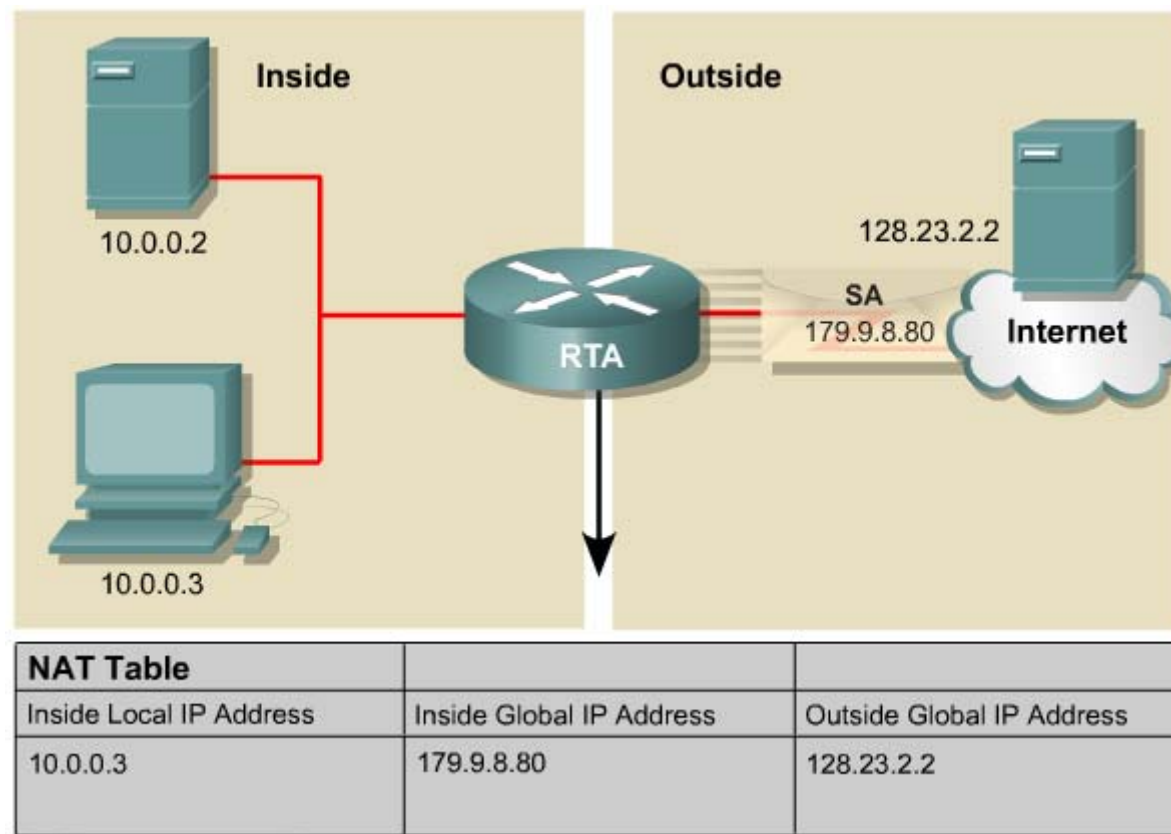 Inside
Outside
10.0.0.2
128.23.2.2
SA
179.9.8.80
Internet
RTA
10.0.0.3
NAT Table
Inside Local IP Address
Inside Global IP Address
Outside Global IP Address
10.0.0.3
179.9.8.80
128.23.2.2